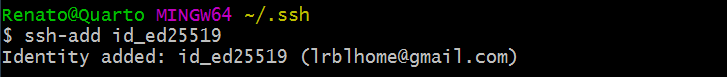 Renato@Quarto MINGW64 ~/.ssh
$ ssh-add id_ed25519
Identity added: id_ed25519 (lrblhome@gmail.com)